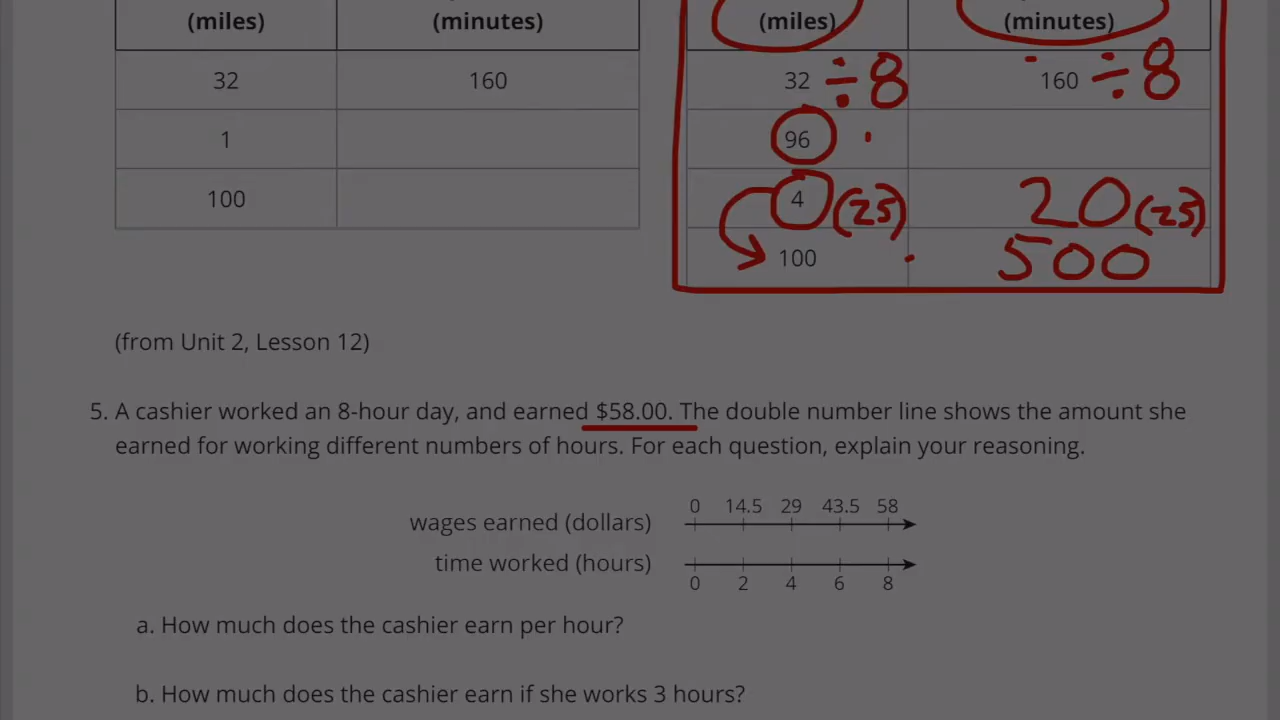 (miles) (minutes) (miles) (minutes)
32 160 32 ÷ 8 160 ÷ 8
1 96
100 4 (25) 20 (25)
100 500
(from Unit 2, Lesson 12)
5. A cashier worked an 8-hour day, and earned $58.00. The double number line shows the amount she
earned for working different numbers of hours. For each question, explain your reasoning.
0 14.5 29 43.5 58
wages earned (dollars)
time worked (hours)
0 2 4 6 8
a. How much does the cashier earn per hour?
b. How much does the cashier earn if she works 3 hours?